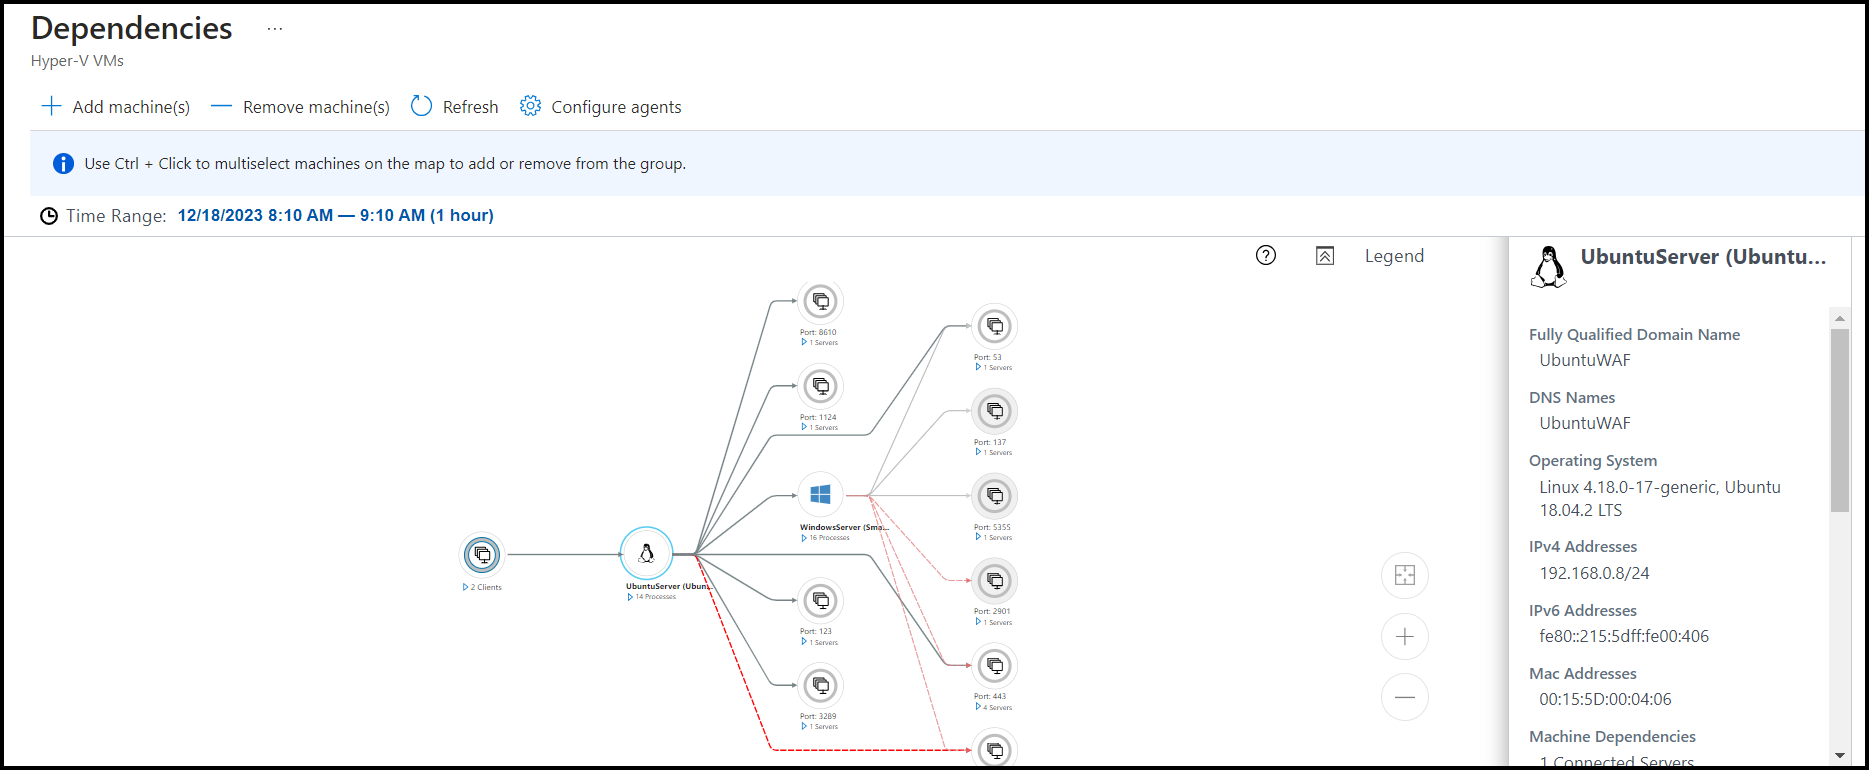 Dependencies ...
Hyper-V VMs
Add machine(s) Remove machine(s) Refresh Configure agents
Use Ctrl + Click to multiselect machines on the map to add or remove from the group.
Time Range: 12/18/2023 8:10 AM — 9:10 AM (1 hour)
Legend
Port: 8610
1 Servers
Port: 1124
1 Servers
WindowsServer (Sma...
16 Processes
2 Clients
UbuntuServer (Ubun...
14 Processes
Port: 123
1 Servers
Port: 3289
1 Servers
Port: 53
1 Servers
Port: 137
1 Servers
Port: 5355
1 Servers
Port: 2901
1 Servers
Port: 443
4 Servers
UbuntuServer (Ubuntu...
Fully Qualified Domain Name
UbuntuWAF
DNS Names
UbuntuWAF
Operating System
Linux 4.18.0-17-generic, Ubuntu
18.04.2 LTS
IPv4 Addresses
192.168.0.8/24
IPv6 Addresses
fe80::215:5dff:fe00:406
Mac Addresses
00:15:5D:00:04:06
Machine Dependencies
1 Connected Servers